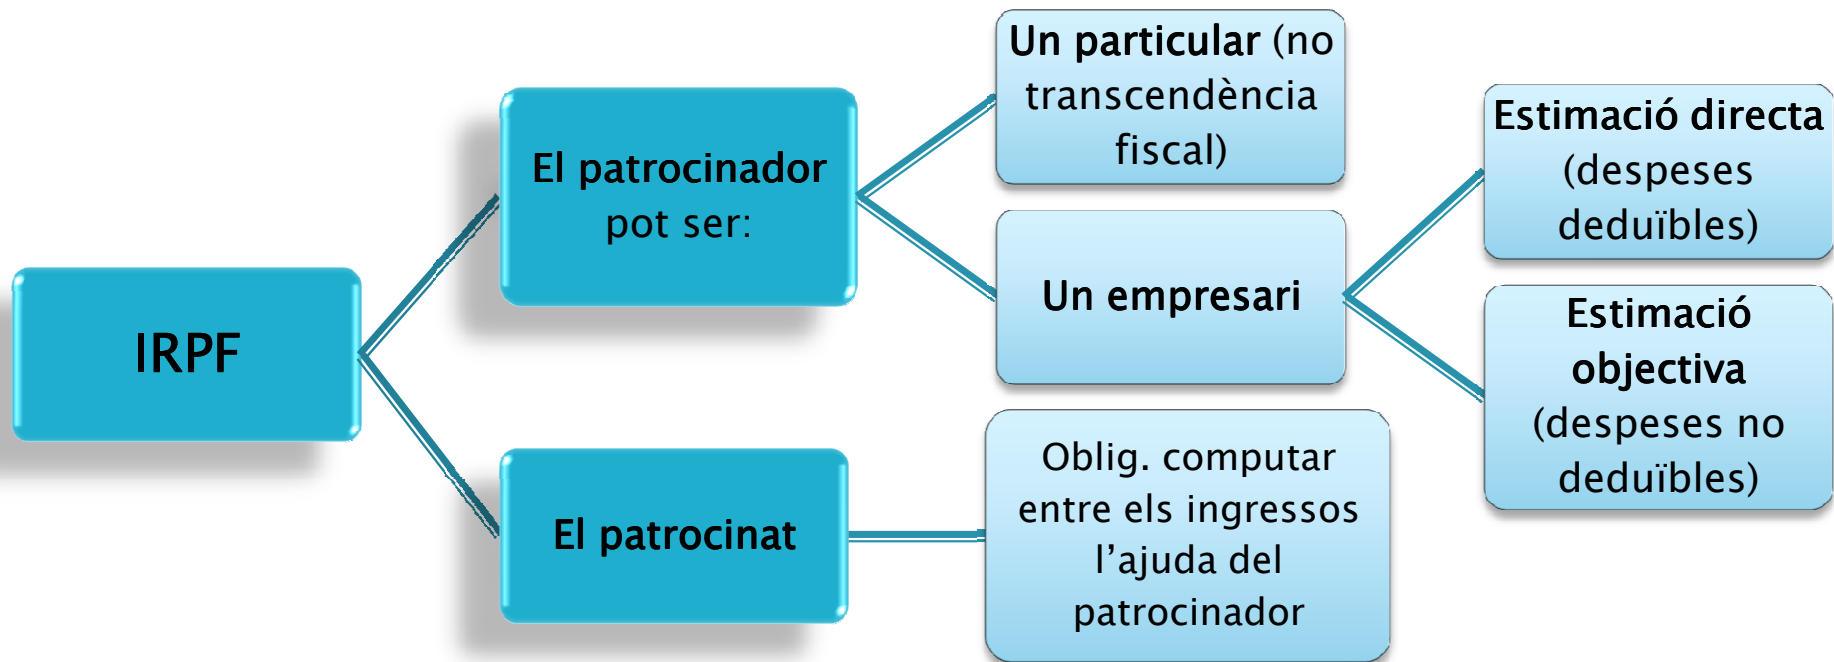 IRPF
El patrocinador
pot ser:
Un particular (no
transcendència
fiscal)
Un empresari
Estimació directa
(despeses
deduïbles)
Estimació
objectiva
(despeses no
deduïbles)
El patrocinat
Oblig. computar
entre els ingressos
l’ajuda del
patrocinador